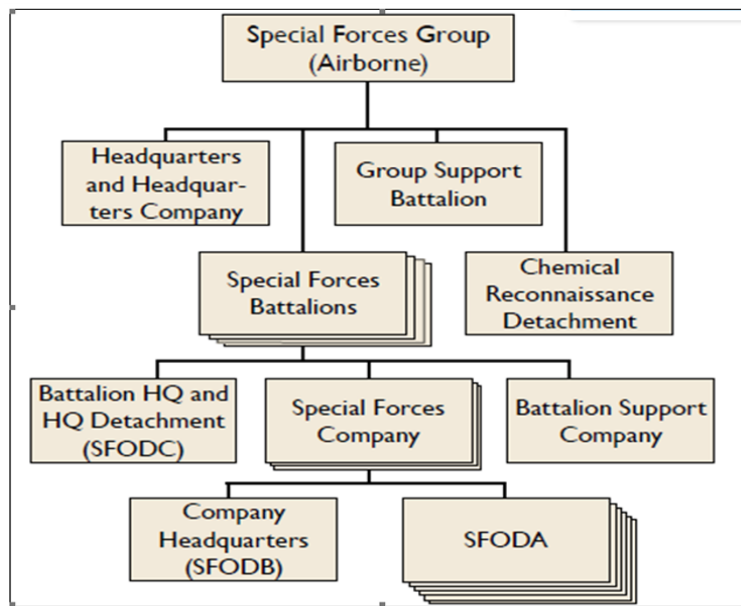 Special Forces Group
(Airborne)
Headquarters
and Headquar-
ters Company
Group Support
Battalion
Special Forces
Battalions
Chemical
Reconnaissance
Detachment
Battalion HQ and
HQ Detachment
(SFODC)
Special Forces
Company
Battalion Support
Company
Company
Headquarters
(SFODB)
SFODA